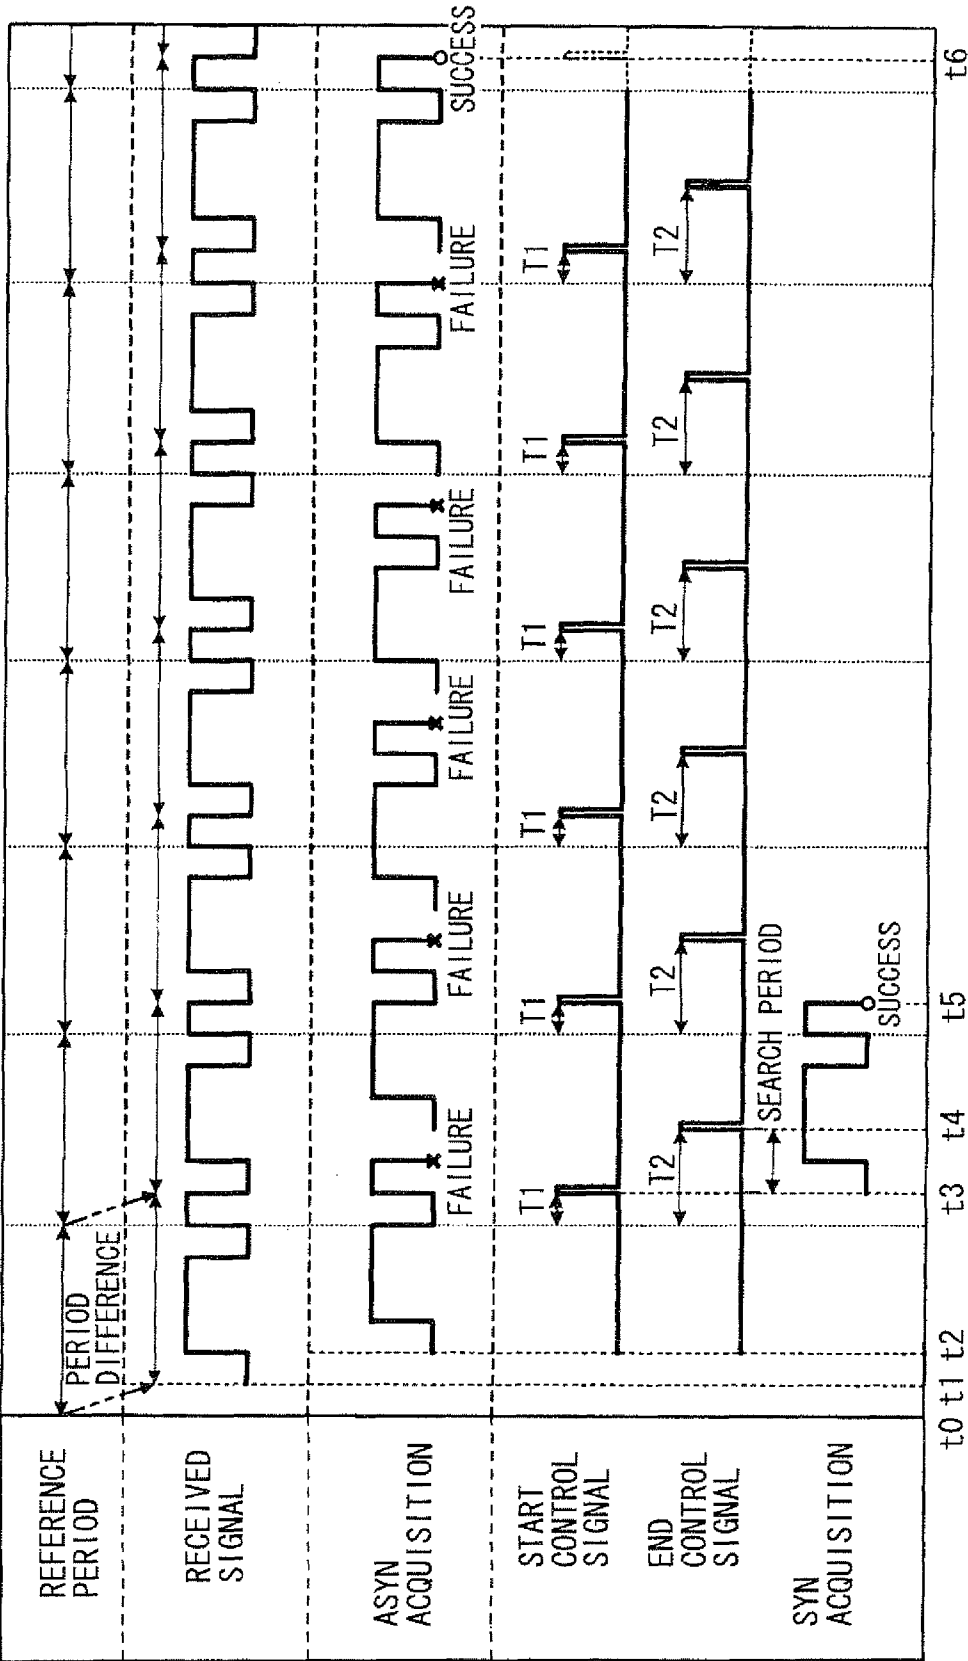 REFERENCE
PERIOD
PERIOD
DIFFERENCE
RECEIVED
SIGNAL
ASYN
ACQUISITION
FAILURE
FAILURE
FAILURE
FAILURE
FAILURE
SUCCESS
START
CONTROL
SIGNAL
T1
T1
T1
T1
T1
T1
END
CONTROL
SIGNAL
T2
T2
T2
T2
T2
T2
SEARCH PERIOD
SYN
ACQUISITION
SUCCESS
t0 t1 t2 t3 t4 t5 t6